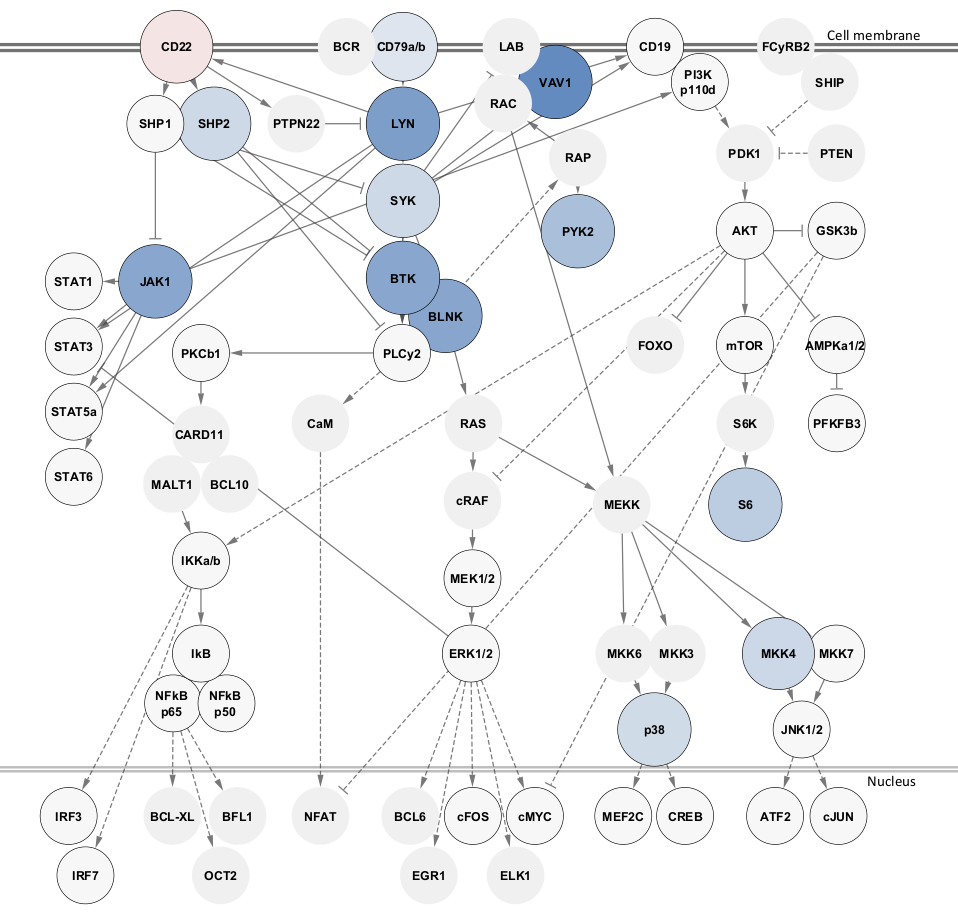 Cell membrane
CD22
BCR
CD79a/b
LAB
CD19
FCyRB2
VAV1
PI3K
p110d
SHIP
RAC
SHP1
SHP2
PTPN22
LYN
RAP
PDK1
PTEN
SYK
PYK2
AKT
GSK3b
STAT1
JAK1
BTK
BLNK
STAT3
PKCb1
PLCy2
FOXO
mTOR
AMPKa1/2
STAT5a
CARD11
CaM
RAS
S6K
PFKFB3
STAT6
MALT1
BCL10
cRAF
MEKK
S6
IKKa/b
MEK1/2
IkB
ERK1/2
MKK6
MKK3
MKK4
MKK7
NFkB
p65
NFkB
p50
p38
JNK1/2
Nucleus
IRF3
BCL-XL
BFL1
NFAT
BCL6
cFOS
cMYC
MEF2C
CREB
ATF2
cJUN
IRF7
OCT2
EGR1
ELK1